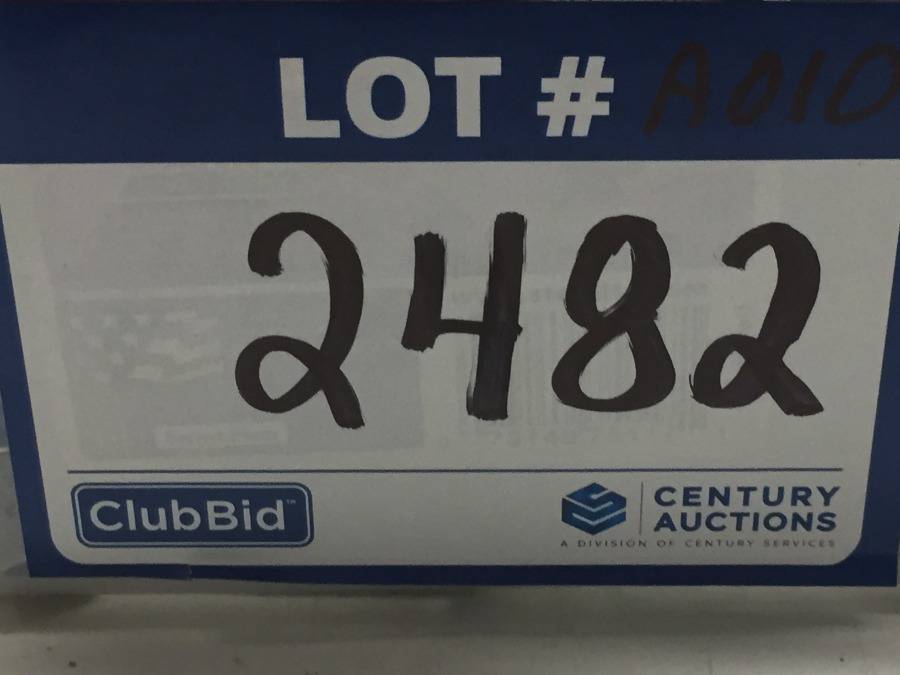 LOT # A010
2482
ClubBid™
CENTURY
AUCTIONS
A DIVISION OF CENTURY SERVICES